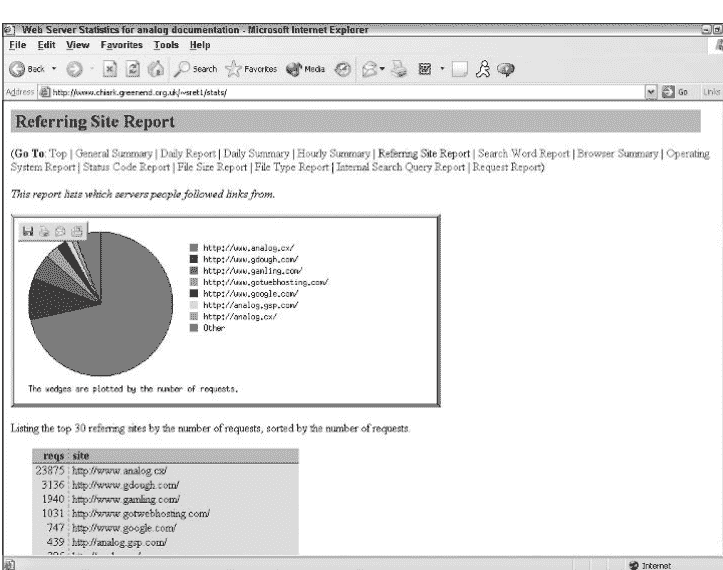 Web Server Statistics for analog documentation - Microsoft Internet Explorer
File Edit View Favorites Tools Help
Back Search Favorites Media
Address http://www.chiark.greenend.org.uk/~sret1/stats/ Go Links
Referring Site Report
(Go To: Top | General Summary | Daily Report | Daily Summary | Hourly Summary | Referring Site Report | Search Word Report | Browser Summary | Operating
System Report | Status Code Report | File Size Report | File Type Report | Internal Search Query Report | Request Report)
This report lists which servers people followed links from.
http://www.analog.cx/
http://www.gdough.com/
http://www.gamling.com/
http://www.gotwebhosting.com/
http://www.google.com/
http://analog.gsp.com/
http://analog.cx/
Other
The wedges are plotted by the number of requests.
Listing the top 30 referring sites by the number of requests, sorted by the number of requests.
reqs site
23875 http://www.analog.cx/
3136 http://www.gdough.com/
1940 http://www.gamling.com/
1031 http://www.gotwebhosting.com/
747 http://www.google.com/
439 http://analog.gsp.com/
Internet